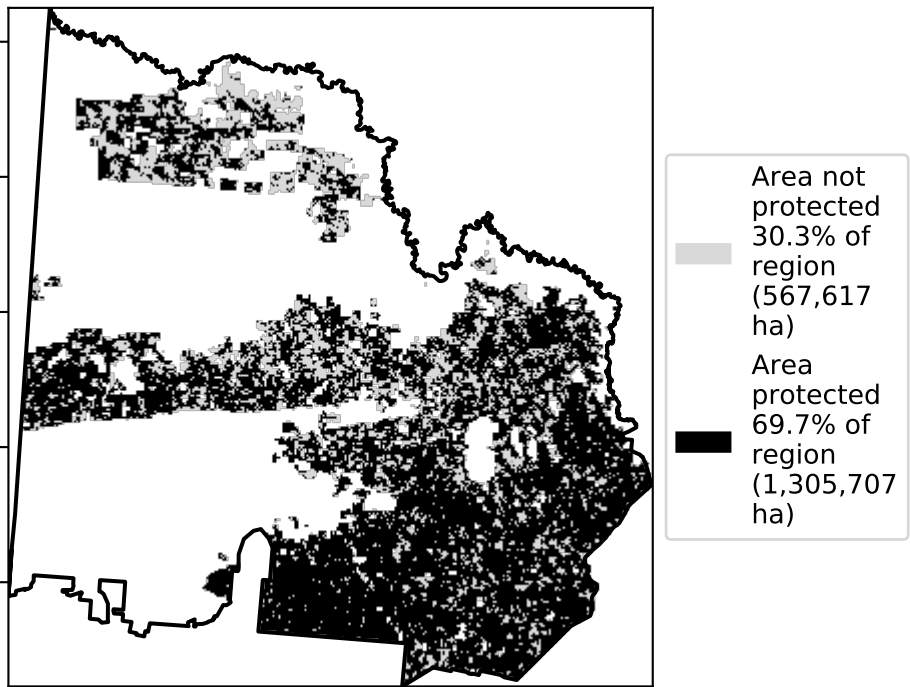 Area not
protected
30.3% of
region
(567,617
ha)
Area
protected
69.7% of
region
(1,305,707
ha)